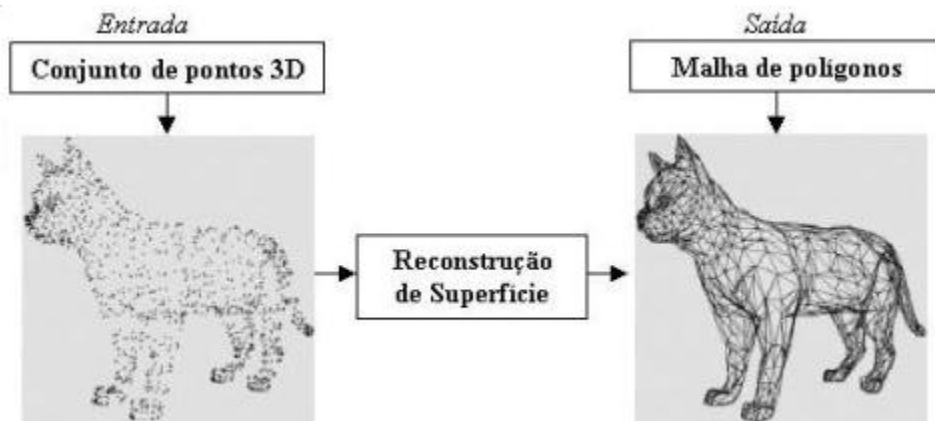 Entrada
Conjunto de pontos 3D
Saída
Malha de polígonos
Reconstrução
de Superfície